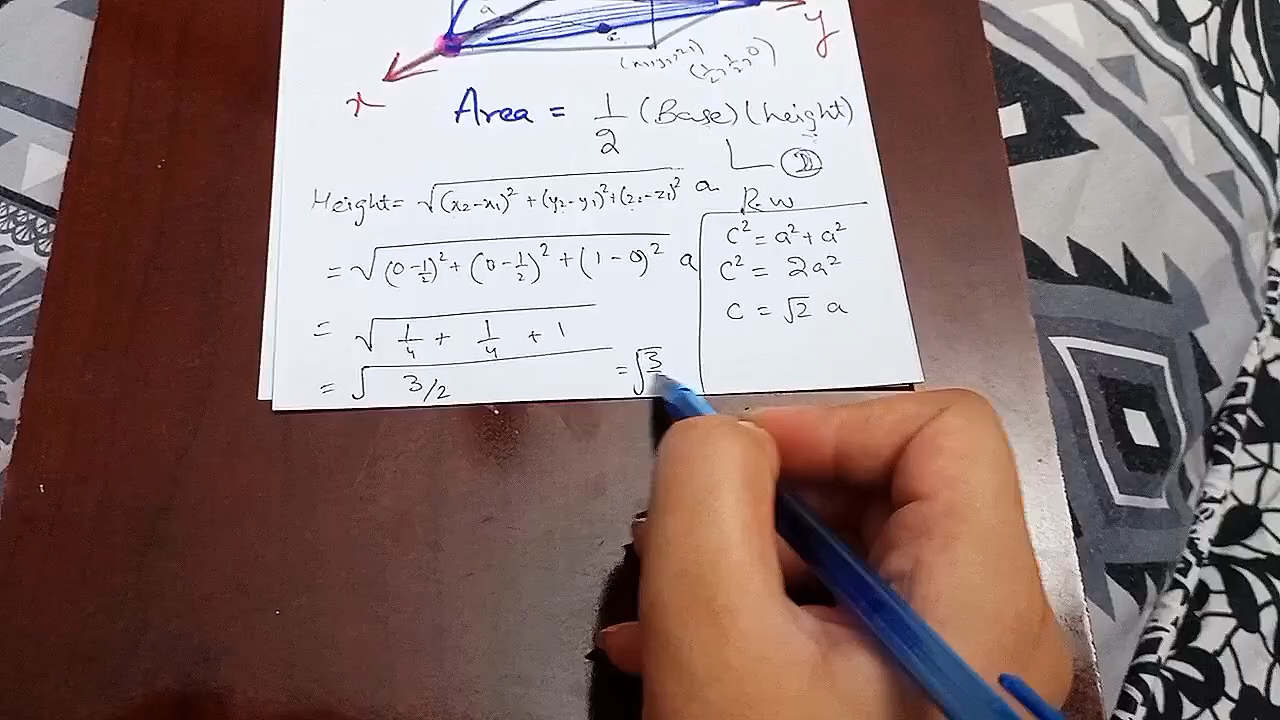 a
c
y
(x₁,y₁,z₁)
(½,½,0)
x
Area = 1/2 (Base)(height)
II
Height = √((x₂-x₁)² + (y₂-y₁)² + (z₂-z₁)²) a
R.w
= √((0-½)² + (0-½)² + (1-0)²) a
= √(1/4 + 1/4 + 1)
= √(3/2) = √3
c² = a² + a²
c² = 2a²
c = √2 a